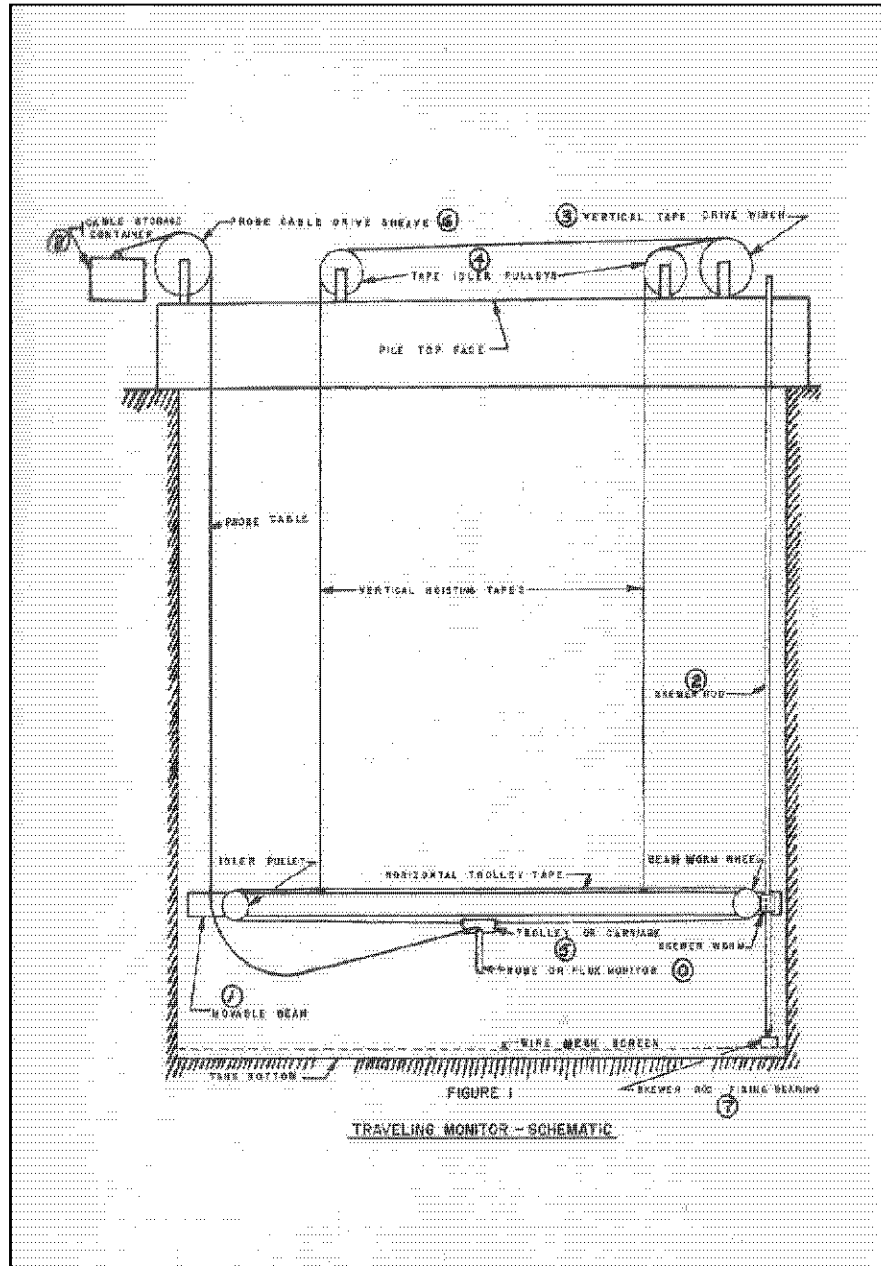 CABLE STORAGE
CONTAINER
PROBE CABLE DRIVE SHEAVE 6
3 VERTICAL TAPE DRIVE WINCH
4
TAPE IDLER PULLEYS
PILE TOP FACE
PROBE CABLE
VERTICAL HOISTING TAPES
2
SKEWER ROD
IDLER PULLEY
HORIZONTAL TROLLEY TAPE
BEAM WORM WHEEL
TROLLEY OR CARRIAGE
SKEWER WORM
5
PROBE OR FLUX MONITOR
1
MOVABLE BEAM
WIRE MESH SCREEN
TANK BOTTOM
SKEWER ROD FIXING BEARING
7
FIGURE 1
TRAVELING MONITOR - SCHEMATIC